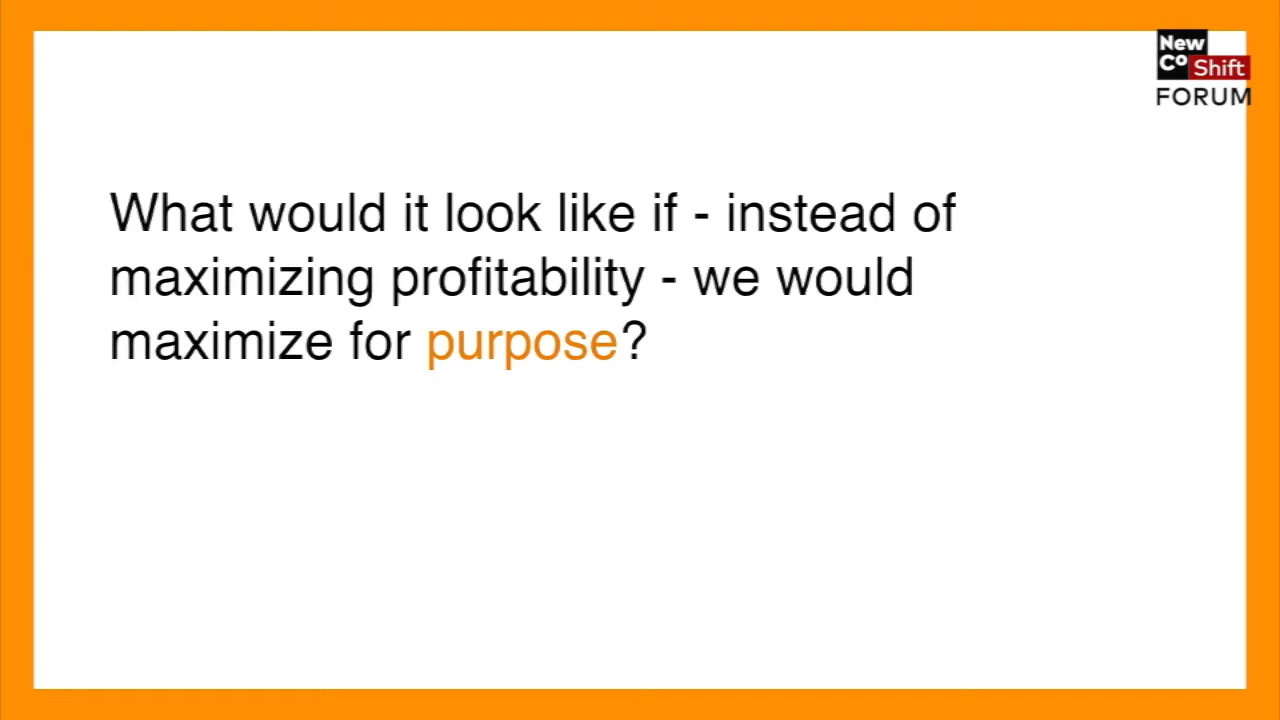 New
Co Shift
FORUM
What would it look like if - instead of
maximizing profitability - we would
maximize for purpose?